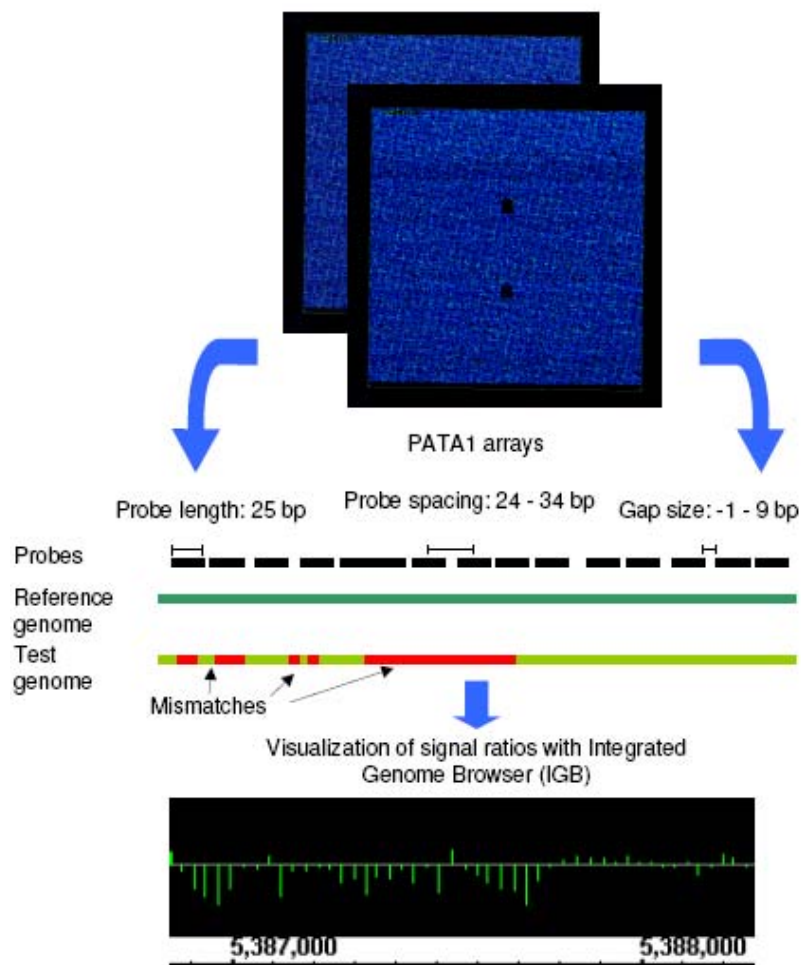 PATA1 arrays
Probe length: 25 bp
Probe spacing: 24 - 34 bp
Gap size: -1 - 9 bp
Probes
Reference
genome
Test
genome
Mismatches
Visualization of signal ratios with Integrated
Genome Browser (IGB)
5,387,000
5,388,000